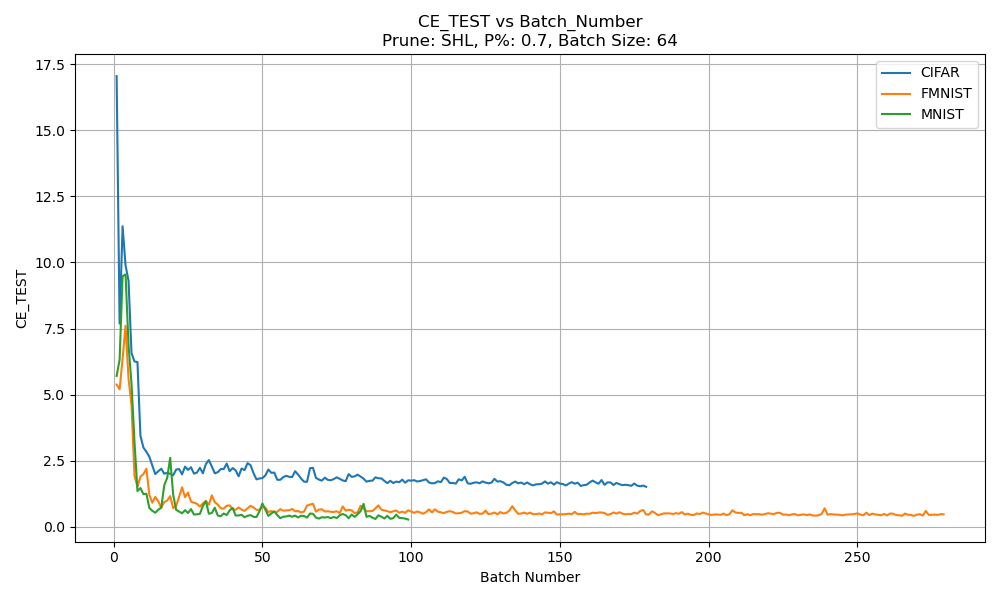 CE_TEST vs Batch_Number
Prune: SHL, P%: 0.7, Batch Size: 64
CIFAR
FMNIST
MNIST
CE_TEST
17.5
15.0
12.5
10.0
7.5
5.0
2.5
0.0
0 50 100 150 200 250
Batch Number